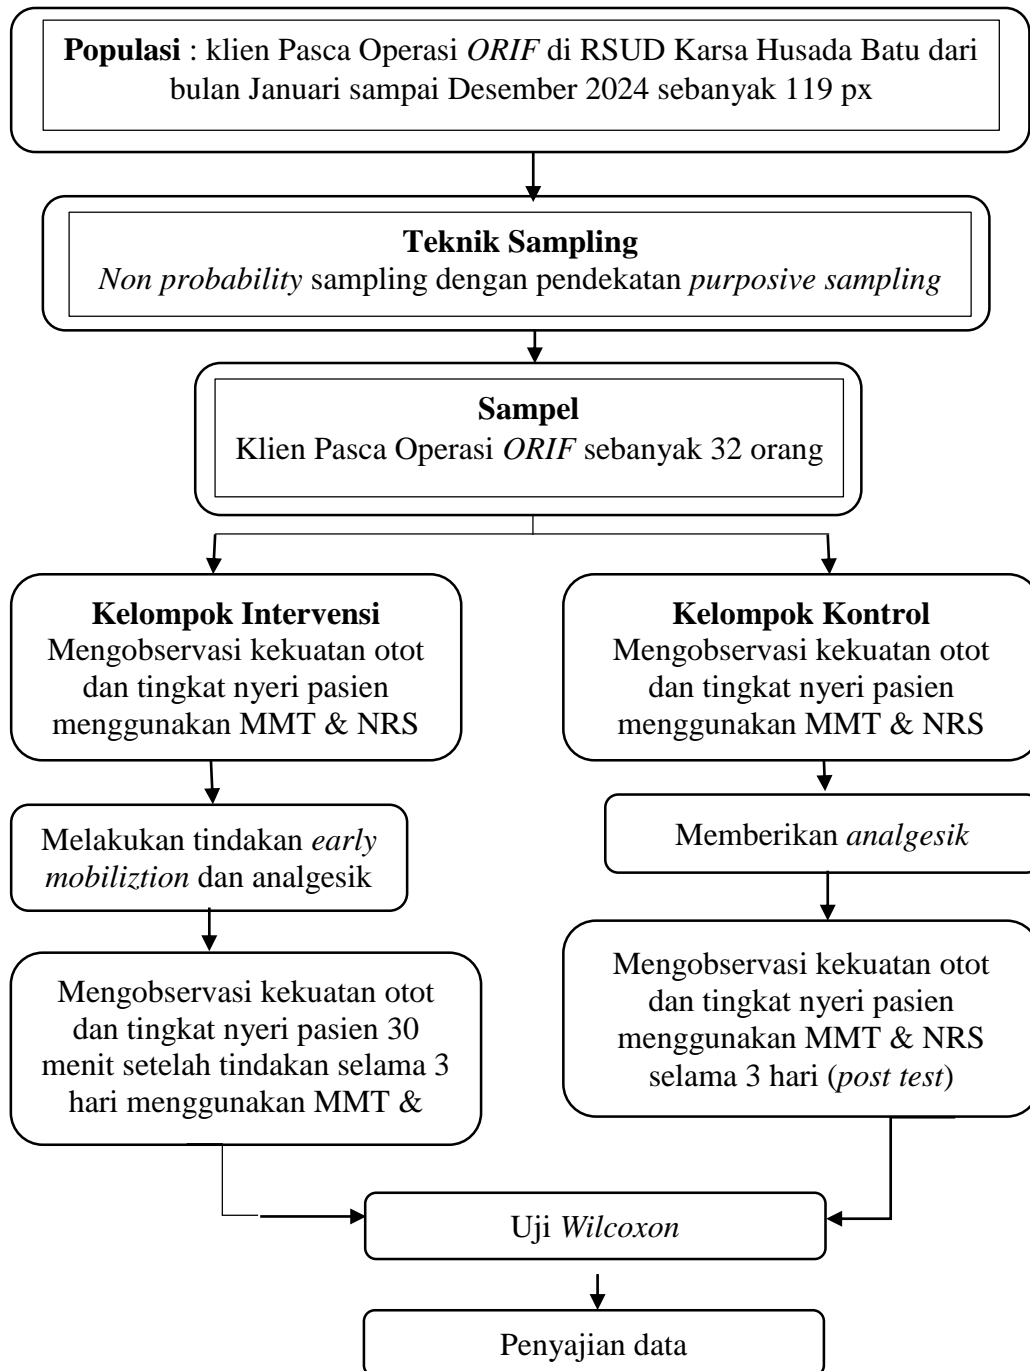 Populasi : klien Pasca Operasi ORIF di RSUD Karsa Husada Batu dari
bulan Januari sampai Desember 2024 sebanyak 119 px
Teknik Sampling
Non probability sampling dengan pendekatan purposive sampling
Sampel
Klien Pasca Operasi ORIF sebanyak 32 orang
Kelompok Intervensi
Mengobservasi kekuatan otot
dan tingkat nyeri pasien
menggunakan MMT & NRS
Kelompok Kontrol
Mengobservasi kekuatan otot
dan tingkat nyeri pasien
menggunakan MMT & NRS
Melakukan tindakan early
mobiliztion dan analgesik
Memberikan analgesik
Mengobservasi kekuatan otot
dan tingkat nyeri pasien 30
menit setelah tindakan selama 3
hari menggunakan MMT &
Mengobservasi kekuatan otot
dan tingkat nyeri pasien
menggunakan MMT & NRS
selama 3 hari (post test)
Uji Wilcoxon
Penyajian data